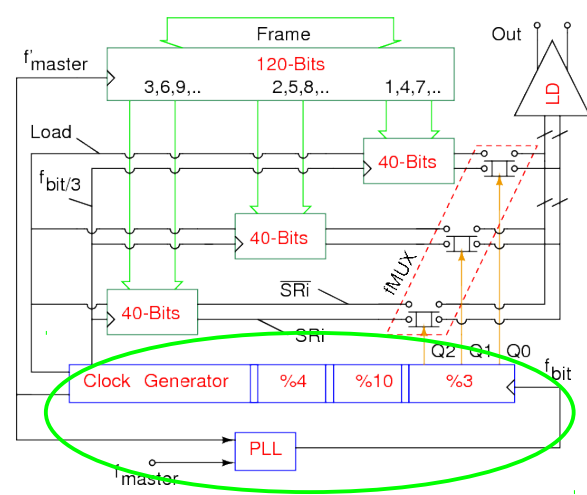 Frame
Out
f'master
120-Bits
3,6,9,..
2,5,8,..
1,4,7,..
LD
Load
40-Bits
fbit/3
40-Bits
fMUX
SRi
40-Bits
SRi
Q2 Q1 Q0
fbit
Clock Generator
%4
%10
%3
PLL
fmaster